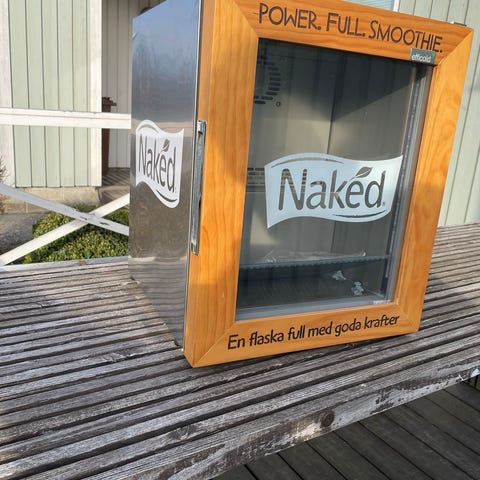 POWER. FULL. SMOOTHIE.
efficold
Naked
Naked
En flaska full med goda krafter